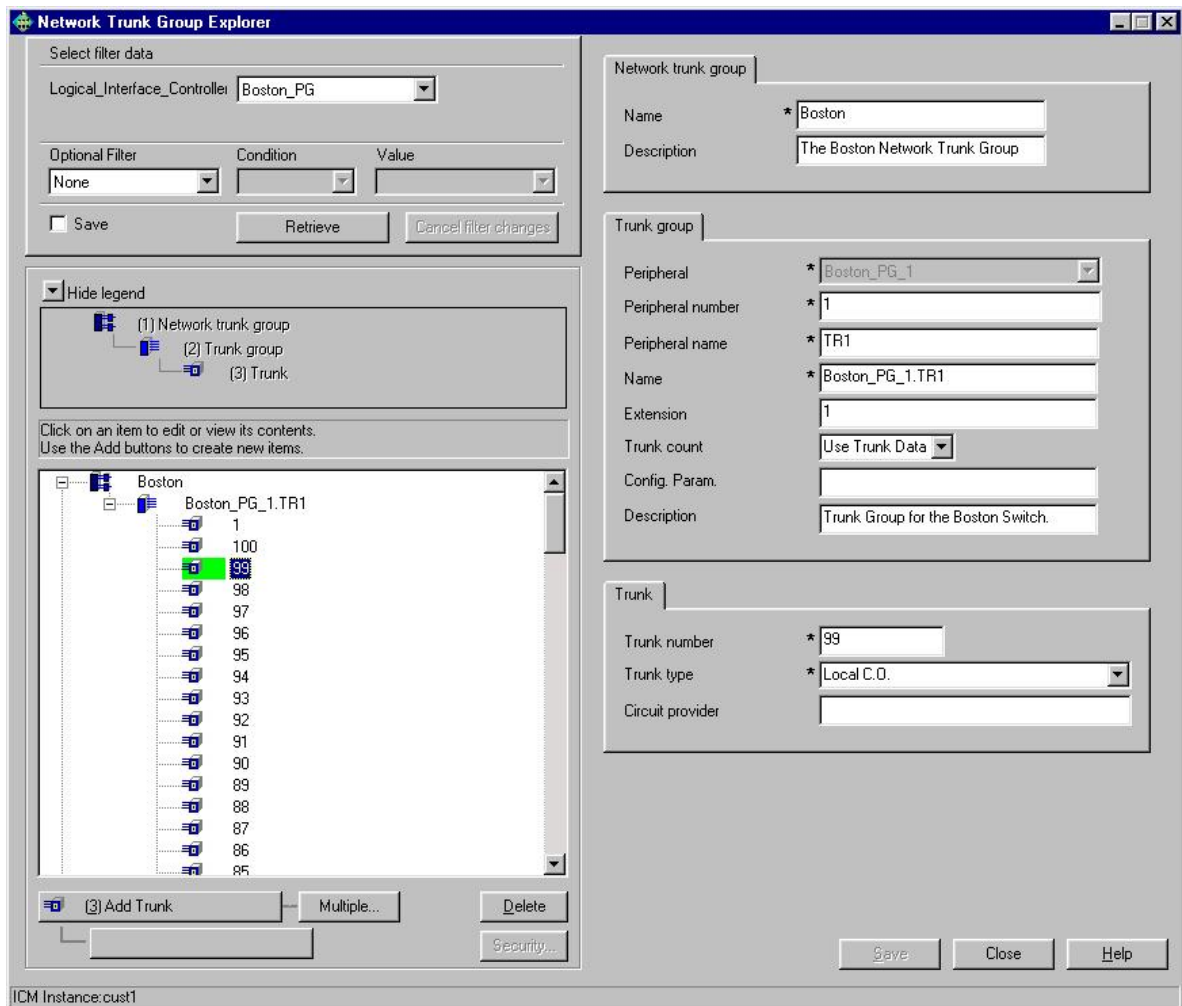 Network Trunk Group Explorer
Select filter data
Logical_Interface_Controller Boston_PG
Optional Filter Condition Value
None
Save Retrieve Cancel filter changes
Hide legend
(1) Network trunk group
(2) Trunk group
(3) Trunk
Click on an item to edit or view its contents.
Use the Add buttons to create new items.
Boston
Boston_PG_1.TR1
1
100
99
98
97
96
95
94
93
92
91
90
89
88
87
86
85
(3) Add Trunk Multiple... Delete
Security...
Network trunk group
Name * Boston
Description The Boston Network Trunk Group
Trunk group
Peripheral * Boston_PG_1
Peripheral number * 1
Peripheral name * TR1
Name * Boston_PG_1.TR1
Extension 1
Trunk count Use Trunk Data
Config. Param.
Description Trunk Group for the Boston Switch.
Trunk
Trunk number * 99
Trunk type * Local C.O.
Circuit provider
Save Close Help
ICM Instance:cust1